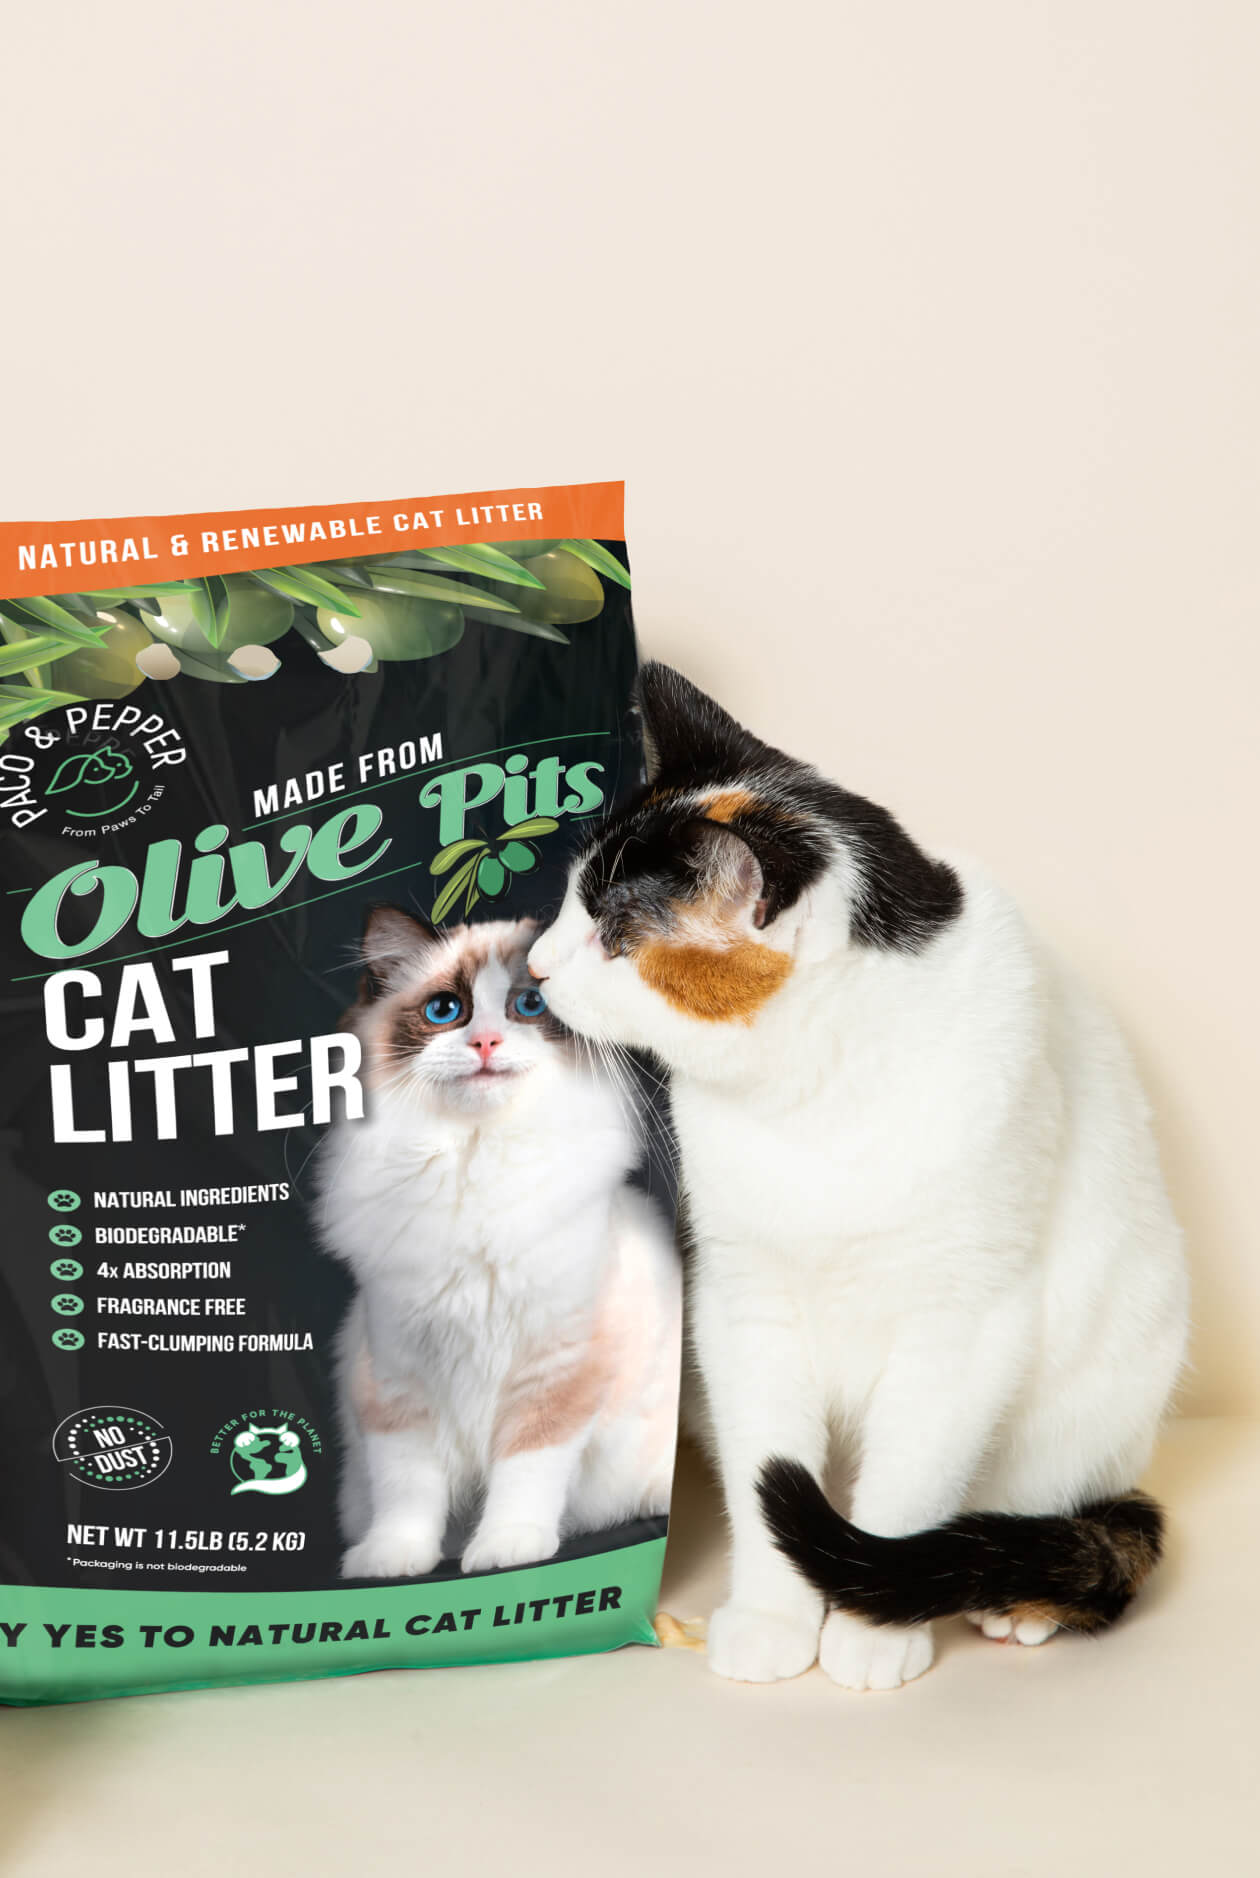 NATURAL & RENEWABLE CAT LITTER
PACO & PEPPER
From Paws To Tail
MADE FROM
Olive Pits
CAT
LITTER
NATURAL INGREDIENTS
BIODEGRADABLE*
4x ABSORPTION
FRAGRANCE FREE
FAST-CLUMPING FORMULA
NO
DUST
BETTER FOR THE PLANET
NET WT 11.5LB (5.2 KG)
*Packaging is not biodegradable
Y YES TO NATURAL CAT LITTER